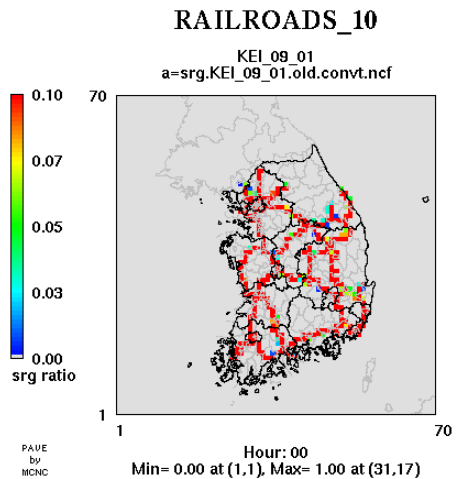 RAILROADS_10
KEI_09_01
a=srg.KEI_09_01.old.convt.ncf
70
0.10
0.07
0.05
0.03
0.00
srg ratio
1
1
70
PAVE
by
MCNC
Hour: 00
Min= 0.00 at (1,1), Max= 1.00 at (31,17)